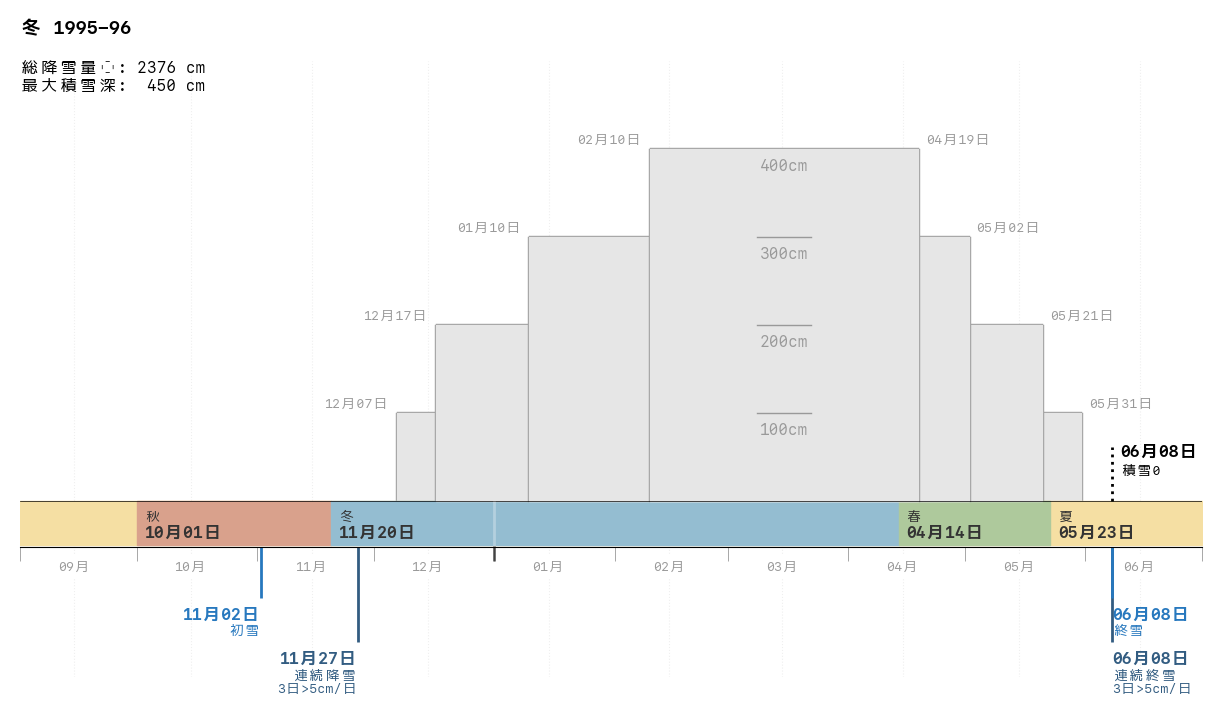 冬 1995−96
総降雪量◌: 2376 cm
最大積雪深: 450 cm
02月10日
04月19日
400cm
01月10日
05月02日
300cm
12月17日
05月21日
200cm
12月07日
05月31日
100cm
06月08日
積雪0
秋
10月01日
冬
11月20日
春
04月14日
夏
05月23日
09月
10月
11月
12月
01月
02月
03月
04月
05月
06月
11月02日
初雪
06月08日
終雪
11月27日
連続降雪
3日>5cm/日
06月08日
連続終雪
3日>5cm/日